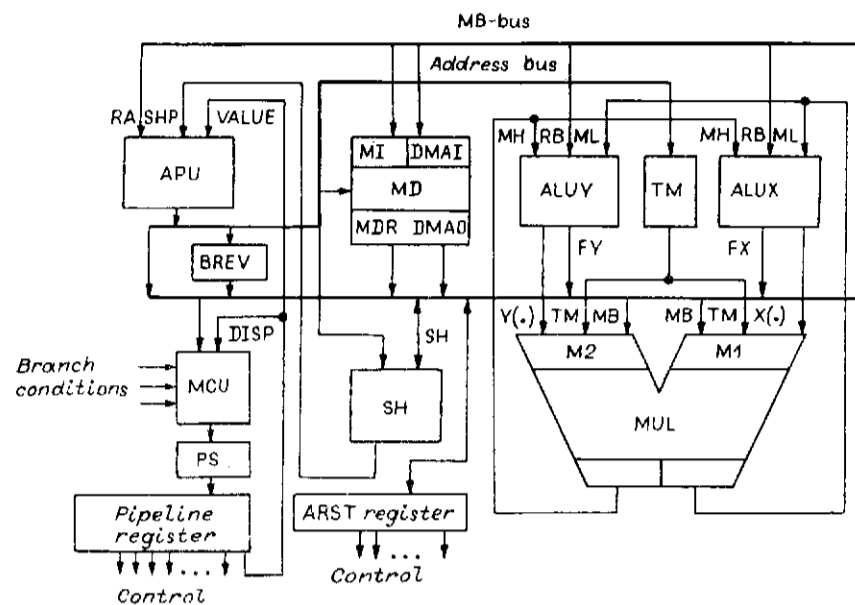 MB-bus
Address bus
RA SHP VALUE
MH RB ML
MH RB ML
APU
MI DMAI
MD
MDR DMAO
ALUY
TM
ALUX
BREV
FY
FX
DISP
SH
Y(.) TM MB
MB TM X(.)
Branch
conditions
MCU
SH
M2
M1
MUL
PS
Pipeline
register
ARST register
...
...
Control
Control